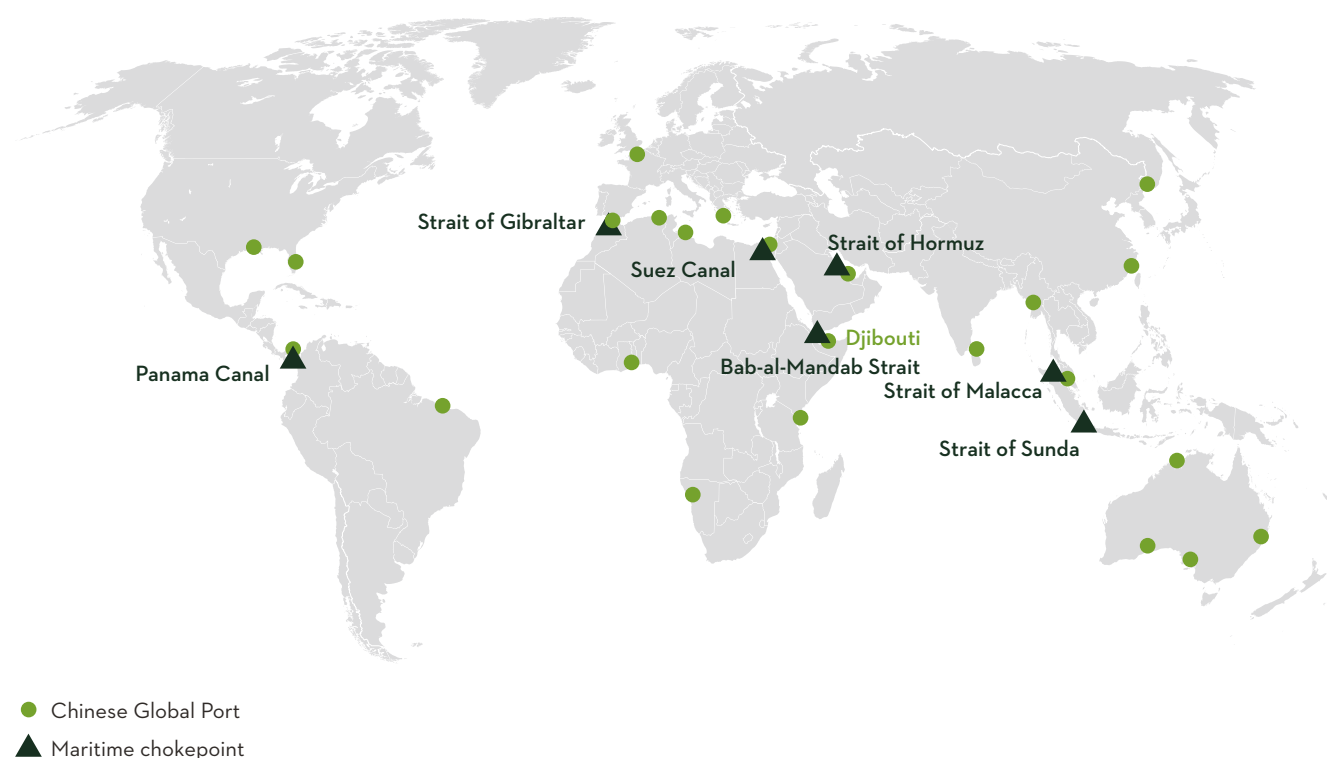 Strait of Gibraltar
Strait of Hormuz
Suez Canal
Djibouti
Bab-al-Mandab Strait
Panama Canal
Strait of Malacca
Strait of Sunda
Chinese Global Port
Maritime chokepoint